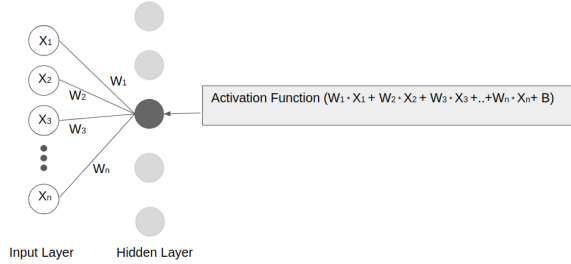 X1
W1
X2
W2
Activation Function (W1 * X1 + W2 * X2 + W3 * X3 +..+Wn * Xn+ B)
X3
W3
Wn
Xn
Input Layer
Hidden Layer